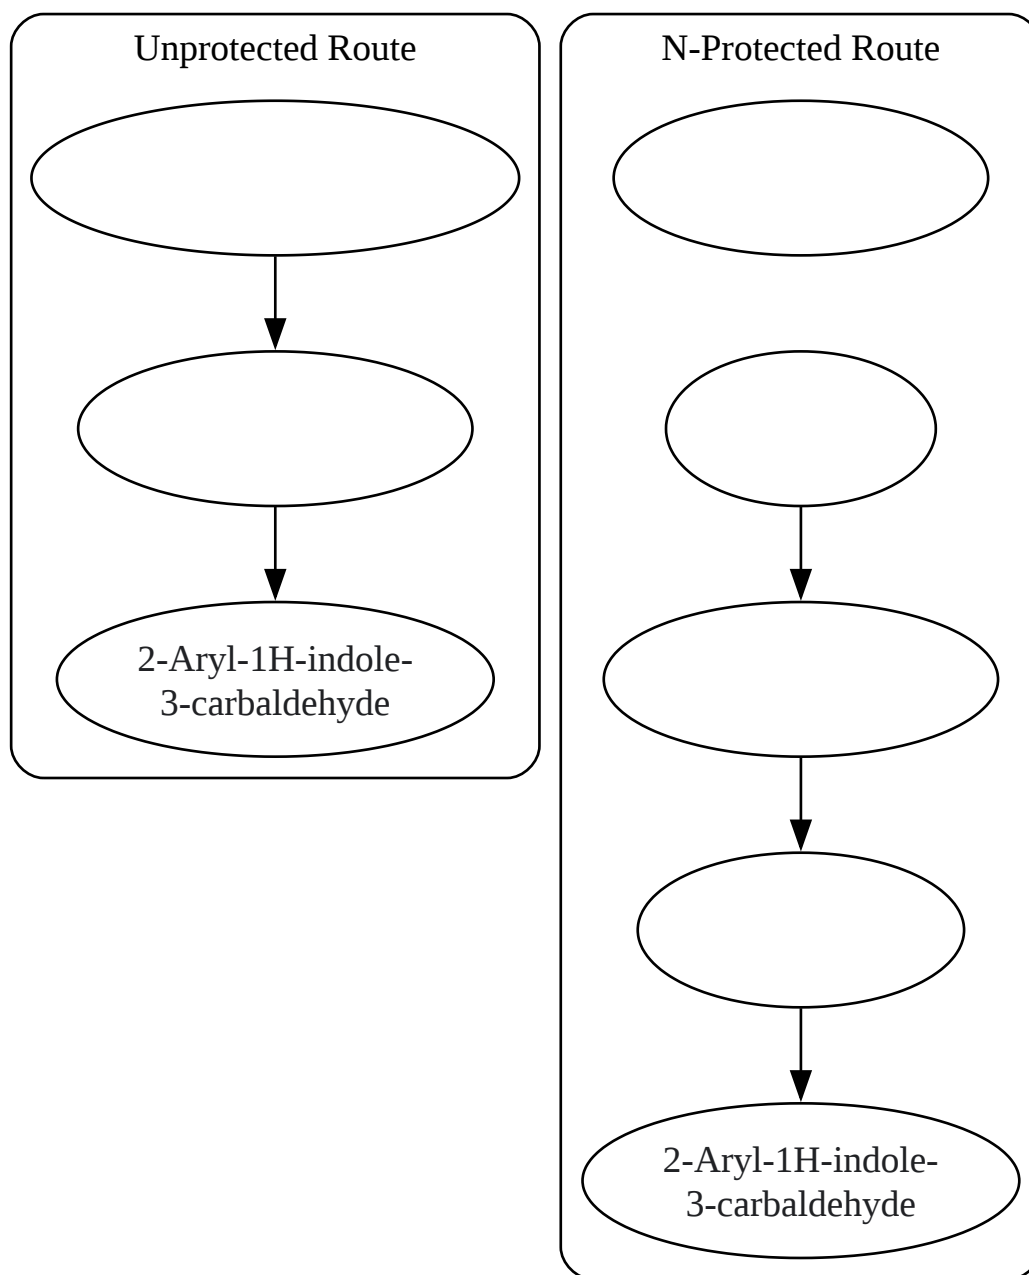 Unprotected Route
2-Aryl-1H-indole-
3-carbaldehyde
N-Protected Route
2-Aryl-1H-indole-
3-carbaldehyde